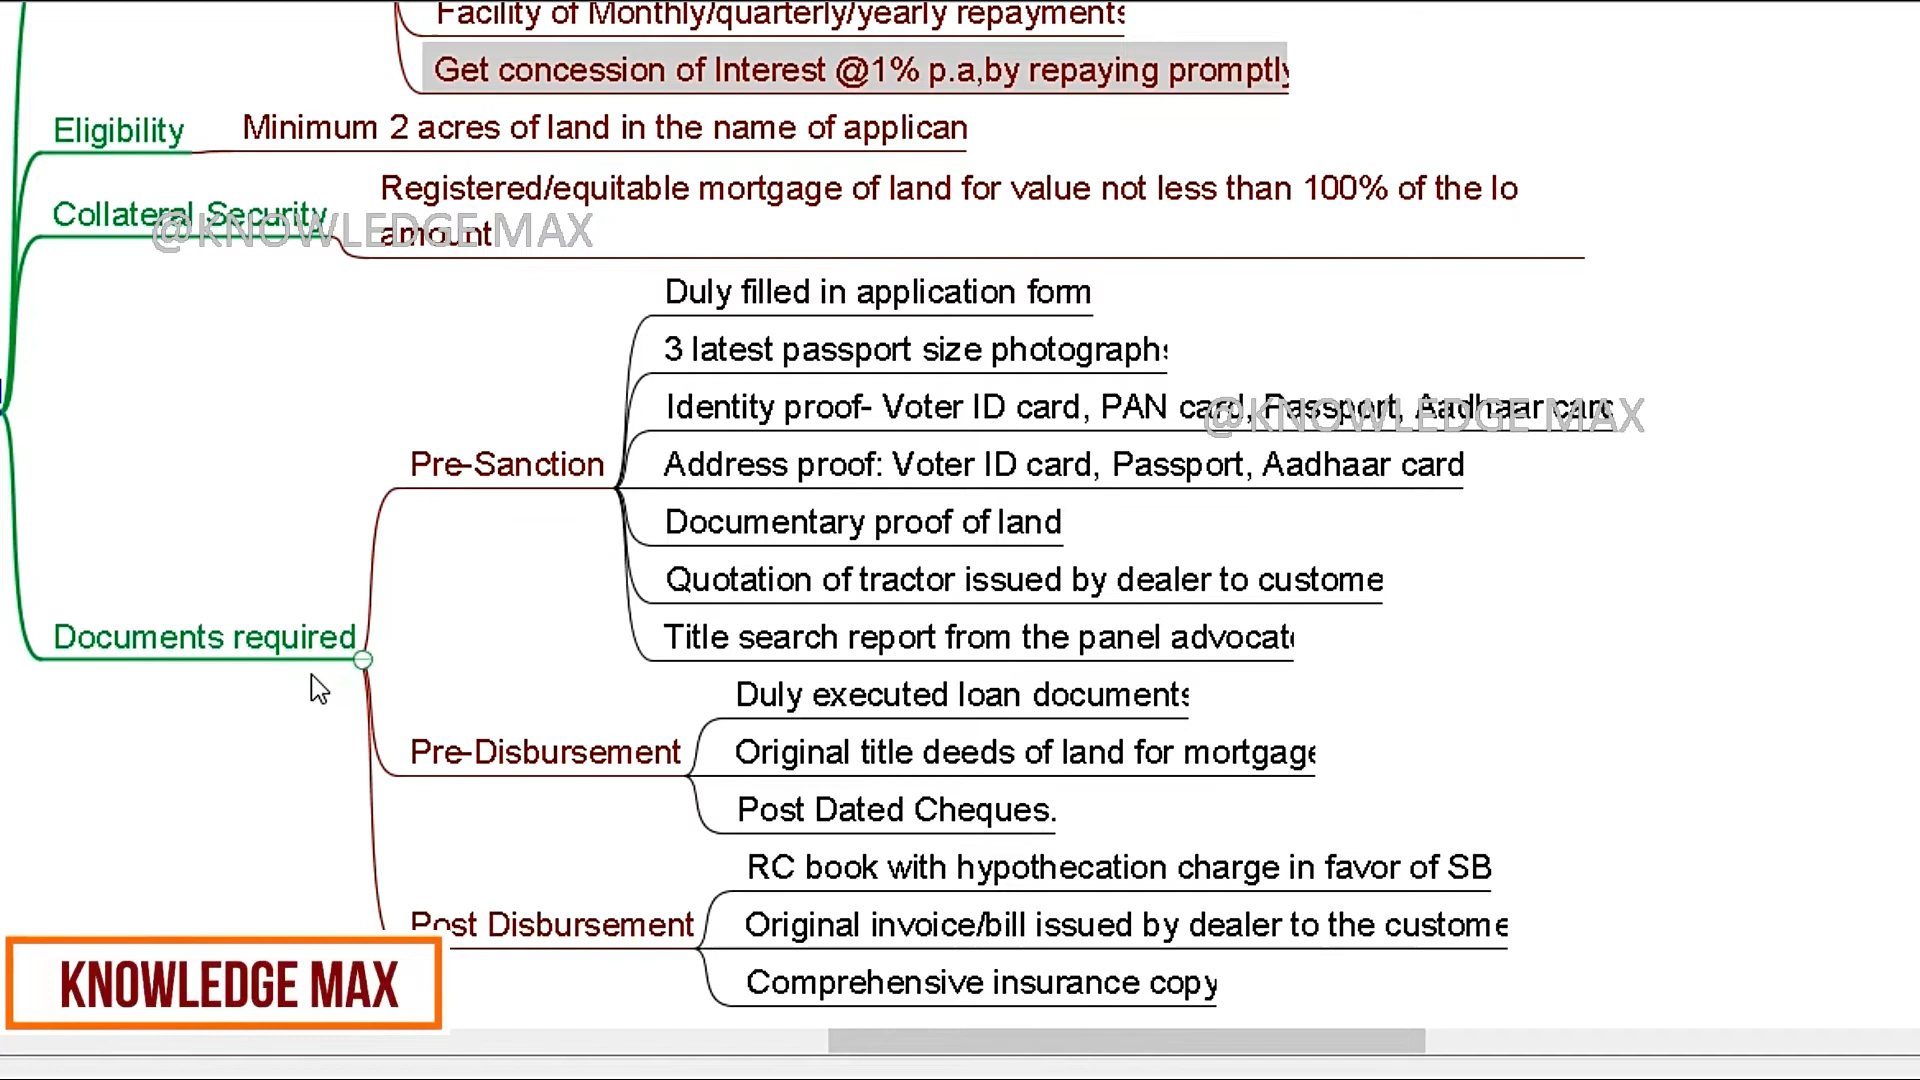 Facility of Monthly/quarterly/yearly repayments
Get concession of Interest @1% p.a,by repaying promptly
Eligibility
Minimum 2 acres of land in the name of applican
Collateral Security
Registered/equitable mortgage of land for value not less than 100% of the lo
amount
@KNOWLEDGE MAX
Duly filled in application form
3 latest passport size photographs
Identity proof- Voter ID card, PAN card, Passport, Aadhaar card
@KNOWLEDGE MAX
Pre-Sanction
Address proof: Voter ID card, Passport, Aadhaar card
Documentary proof of land
Quotation of tractor issued by dealer to custome
Documents required
Title search report from the panel advocate
Duly executed loan documents
Pre-Disbursement
Original title deeds of land for mortgage
Post Dated Cheques.
RC book with hypothecation charge in favor of SB
Post Disbursement
Original invoice/bill issued by dealer to the custome
Comprehensive insurance copy
KNOWLEDGE MAX